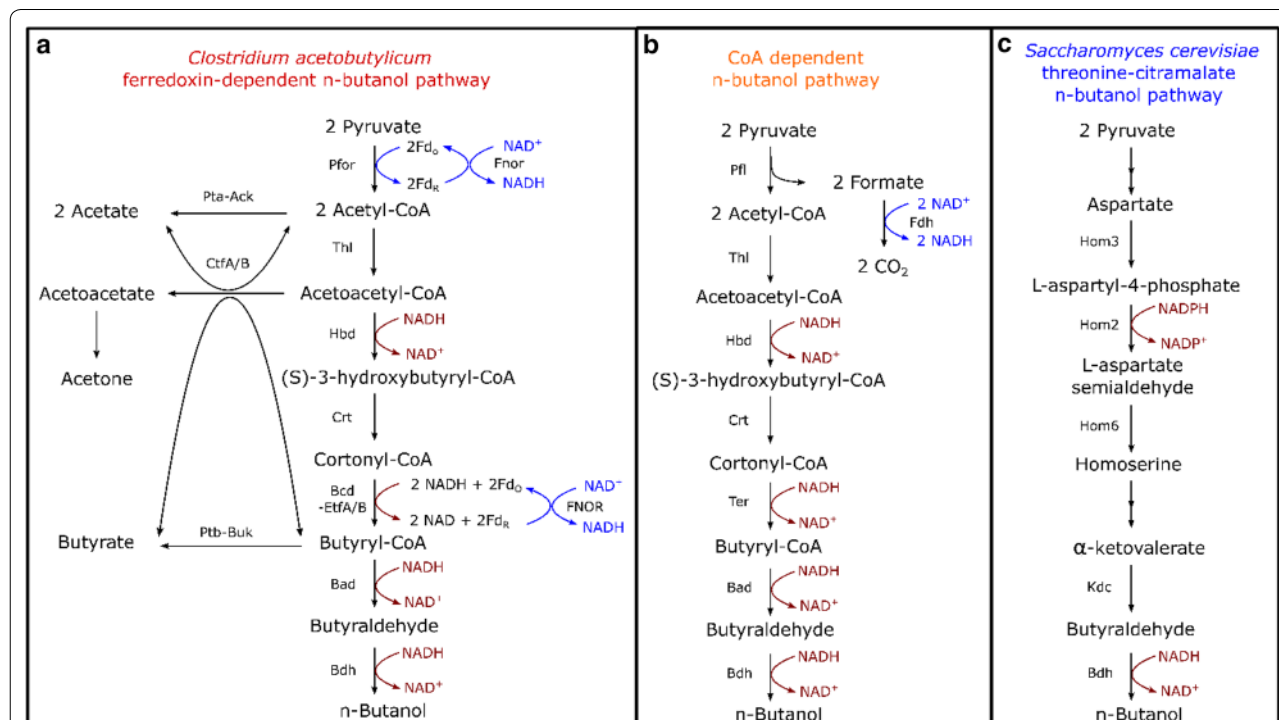 a
Clostridium acetobutylicum
ferredoxin-dependent n-butanol pathway
2 Pyruvate
Pfor
2Fdo
2FdR
NAD+
Fnor
NADH
2 Acetate
Pta-Ack
2 Acetyl-CoA
CtfA/B
Thl
Acetoacetate
Acetoacetyl-CoA
Hbd
NADH
NAD+
Acetone
(S)-3-hydroxybutyryl-CoA
Crt
Cortonyl-CoA
Bcd
-EtfA/B
2 NADH + 2FdO
2 NAD + 2FdR
NAD+
FNOR
NADH
Butyrate
Ptb-Buk
Butyryl-CoA
Bad
NADH
NAD+
Butyraldehyde
Bdh
NADH
NAD+
n-Butanol
b
CoA dependent
n-butanol pathway
2 Pyruvate
Pfl
2 Formate
2 Acetyl-CoA
2 NAD+
Fdh
2 NADH
2 CO2
Thl
Acetoacetyl-CoA
Hbd
NADH
NAD+
(S)-3-hydroxybutyryl-CoA
Crt
Cortonyl-CoA
Ter
NADH
NAD+
Butyryl-CoA
Bad
NADH
NAD+
Butyraldehyde
Bdh
NADH
NAD+
n-Butanol
c
Saccharomyces cerevisiae
threonine-citramalate
n-butanol pathway
2 Pyruvate
Aspartate
Hom3
L-aspartyl-4-phosphate
Hom2
NADPH
NADP+
L-aspartate
semialdehyde
Hom6
Homoserine
α-ketovalerate
Kdc
Butyraldehyde
Bdh
NADH
NAD+
n-Butanol